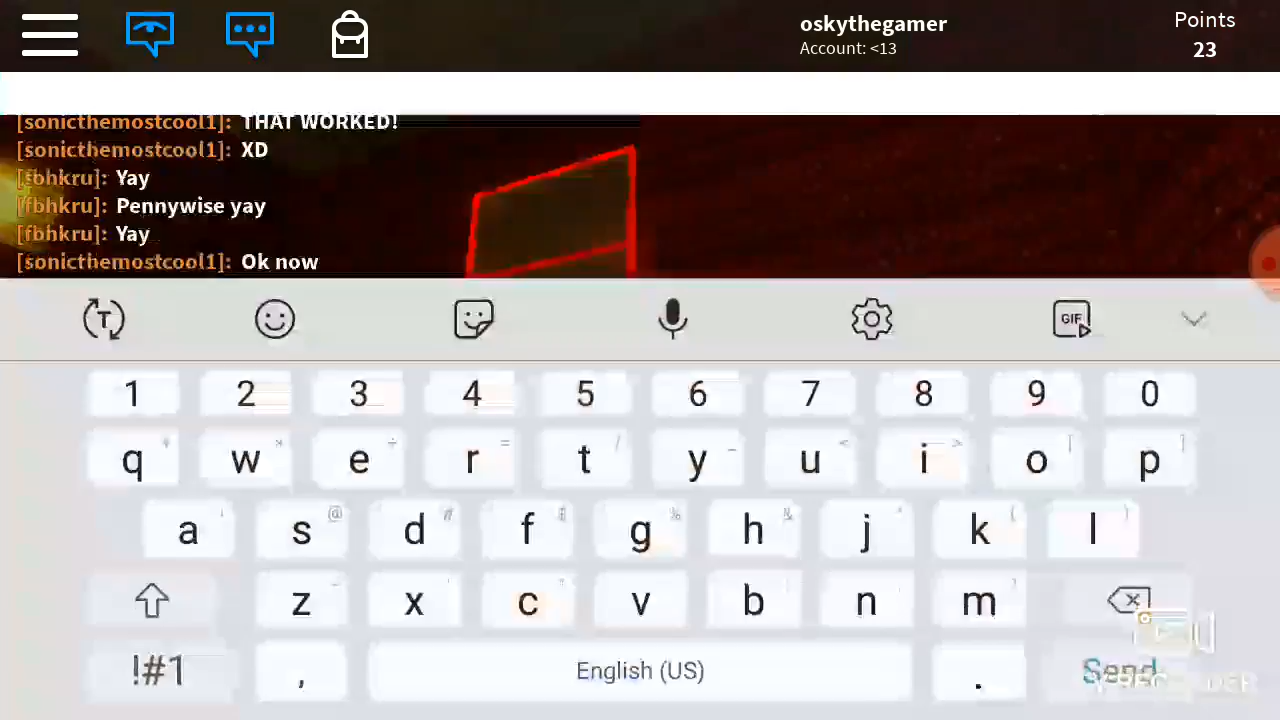 oskythegamer
Account: <13
Points
23
[sonicthemostcool1]: THAT WORKED!
[sonicthemostcool1]: XD
[fbhkru]: Yay
[fbhkru]: Pennywise yay
[fbhkru]: Yay
[sonicthemostcool1]: Ok now
T
GIF
1 2 3 4 5 6 7 8 9 0
q w e r t y u i o p
a s d f g h j k l
z x c v b n m
!#1 , English (US) . Send